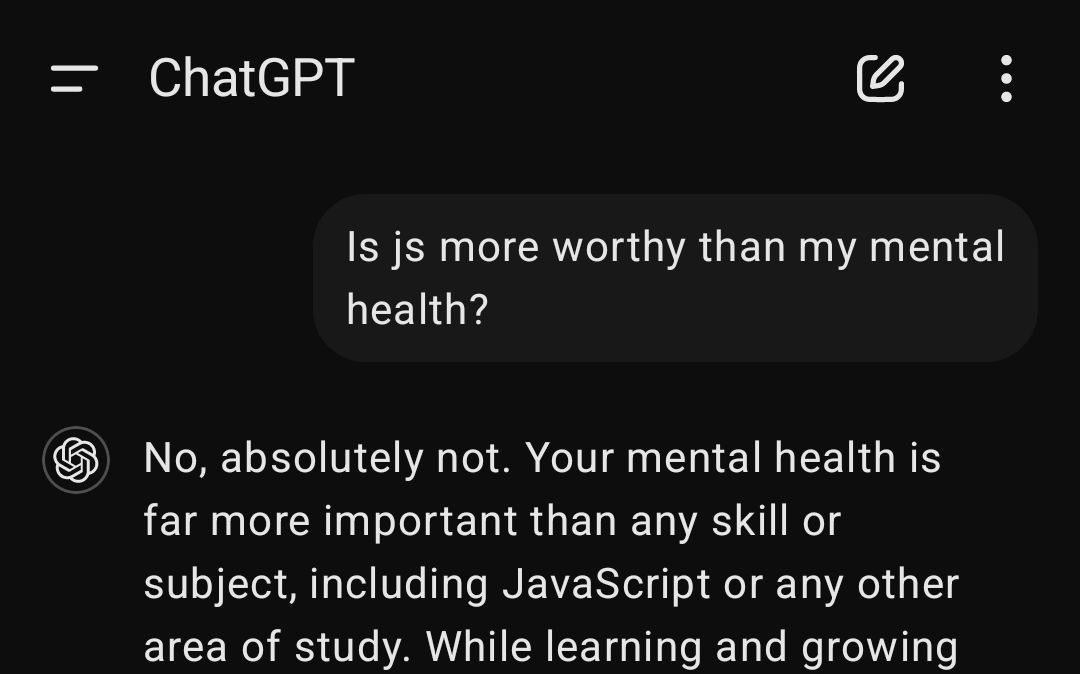 ChatGPT
Is js more worthy than my mental
health?
No, absolutely not. Your mental health is
far more important than any skill or
subject, including JavaScript or any other
area of study. While learning and growing